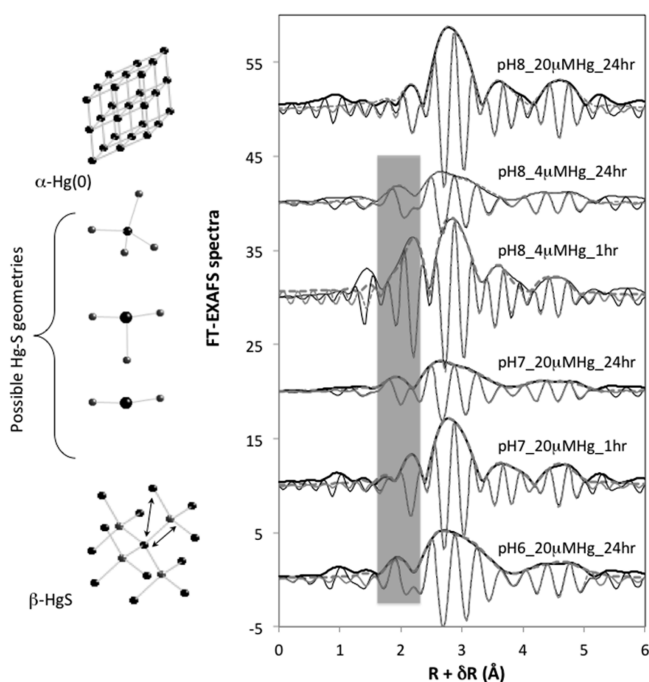 α-Hg(0)
Possible Hg-S geometries
β-HgS
FT-EXAFS spectra
55
45
35
25
15
5
-5
pH8_20μMHg_24hr
pH8_4μMHg_24hr
pH8_4μMHg_1hr
pH7_20μMHg_24hr
pH7_20μMHg_1hr
pH6_20μMHg_24hr
0 1 2 3 4 5 6
R + δR (Å)